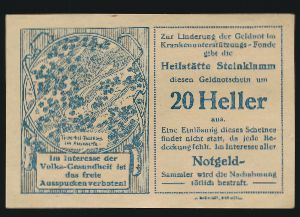 Im Interesse der
Volks-Gesundheit ist
das freie
Ausspucken verboten!
Zur Linderung der Geldnot im
Krankenunterstützungs-Fonde
gibt die
Heilstätte Steinklamm
diesen Geldnotschein um
20 Heller
aus.
Eine Einlösung dieses Scheines
findet nicht statt, da jede Be-
deckung fehlt. Im Interesse aller
Notgeld-
Sammler wird die Nachahmung
tötlich bestraft.